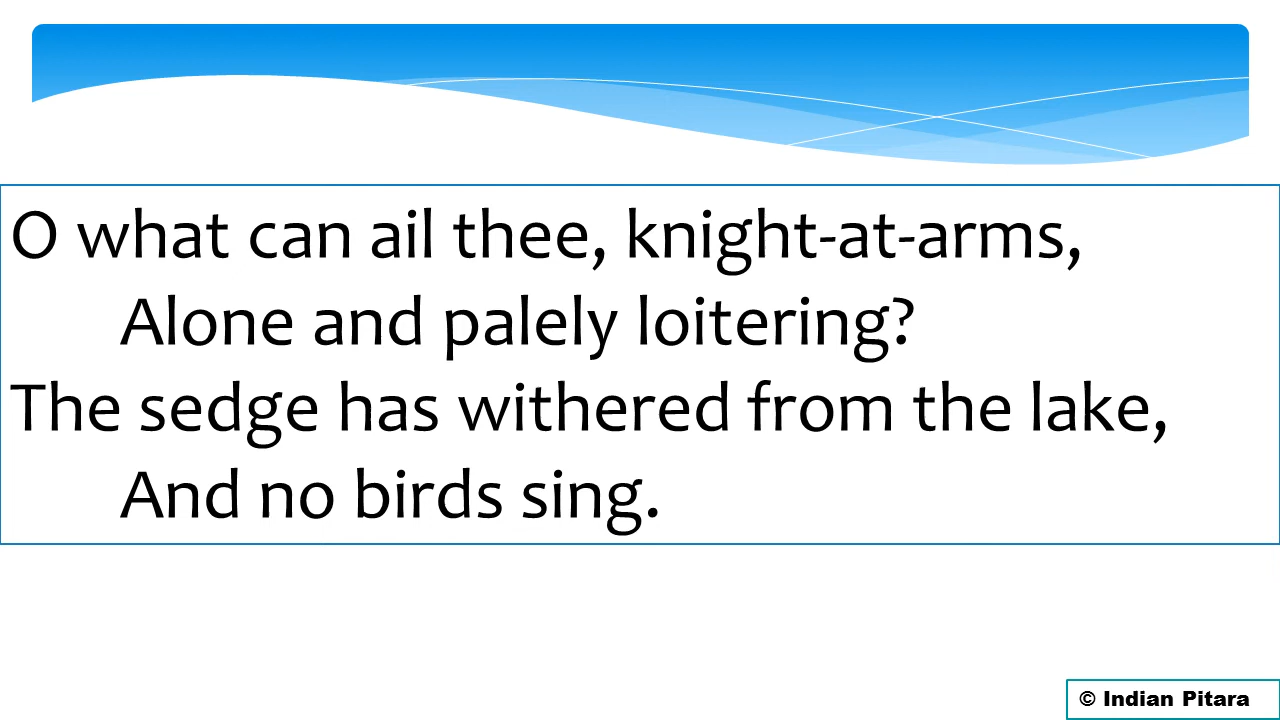 O what can ail thee, knight-at-arms,
Alone and palely loitering?
The sedge has withered from the lake,
And no birds sing.
© Indian Pitara